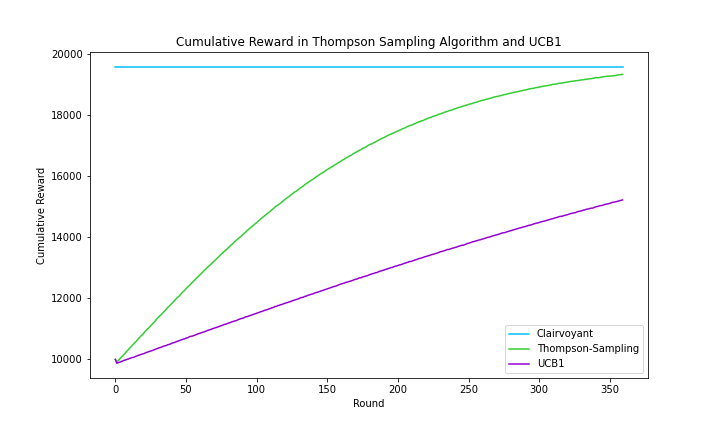 Cumulative Reward in Thompson Sampling Algorithm and UCB1
20000
18000
16000
14000
12000
10000
Cumulative Reward
0 50 100 150 200 250 300 350
Round
Clairvoyant
Thompson-Sampling
UCB1